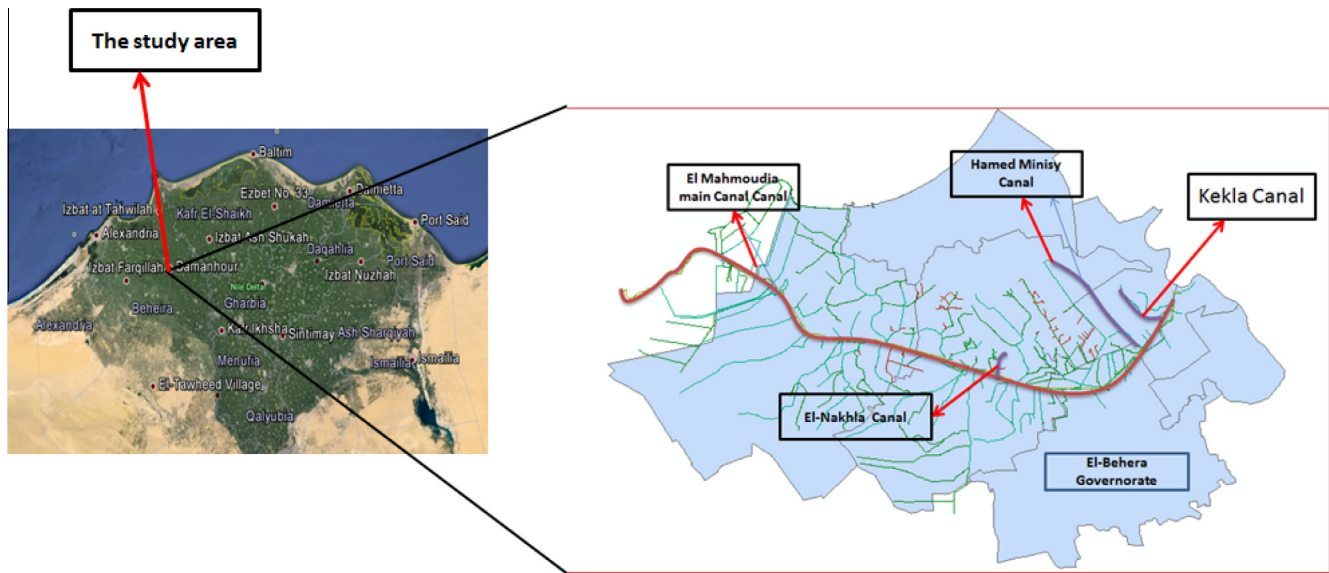 The study area
Baltim
Ezbet No. 33
Damietta
Damietta
Izbat at Tahwilah
Kafr El-Shaikh
Port Said
Alexandria
Izbat Ash Shukah
Daqahlia
Port Said
Izbat Farqillah
Damanhour
Izbat Nuzhah
Nile Delta
Beheira
Gharbia
Alexandria
Kafr Ikhsha
Sintimay
Ash Sharqiyah
Menufia
Ismailia
Ismailia
El-Tawheed Village
Qalyubia
El Mahmoudia
main Canal Canal
Hamed Minisy
Canal
Kekla Canal
El-Nakhla Canal
El-Behera
Governorate